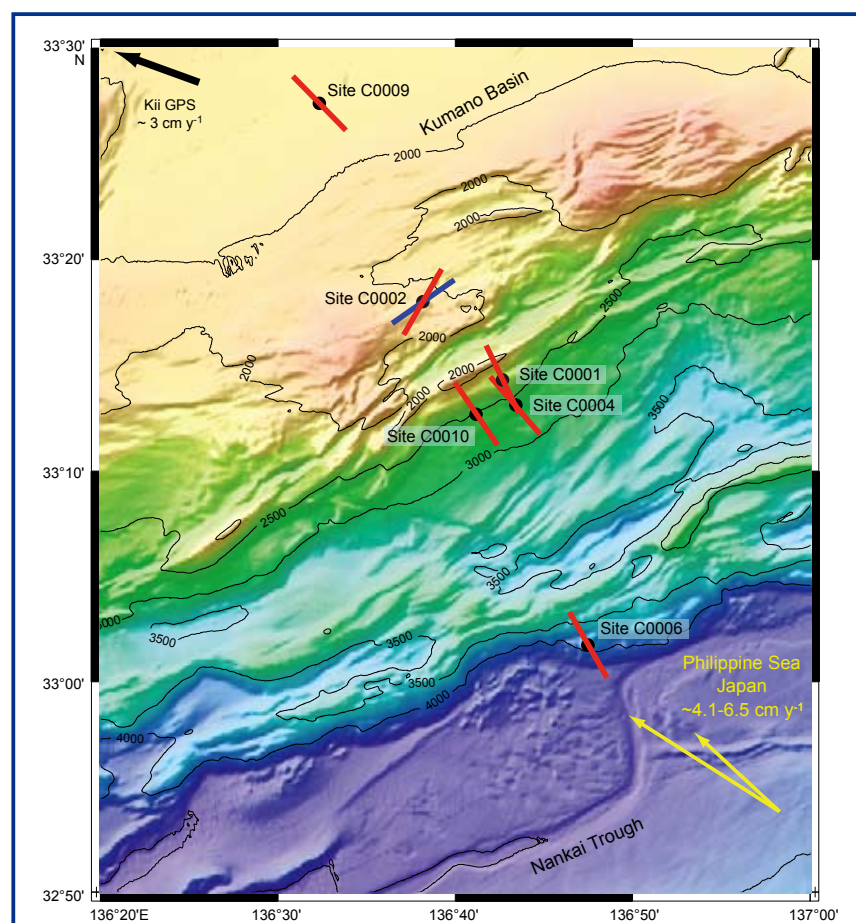 33°30'
N
Kii GPS
~ 3 cm y⁻¹
Site C0009
Kumano Basin
2000
2000
2000
33°20'
Site C0002
2500
2000
2000
2000
2000
Site C0001
Site C0004
Site C0010
3500
3000
33°10'
2500
3500
3500
3500
Site C0006
Philippine Sea
Japan
~4.1-6.5 cm y⁻¹
33°00'
3500
4000
4000
Nankai Trough
32°50'
136°20'E
136°30'
136°40'
136°50'
137°00'